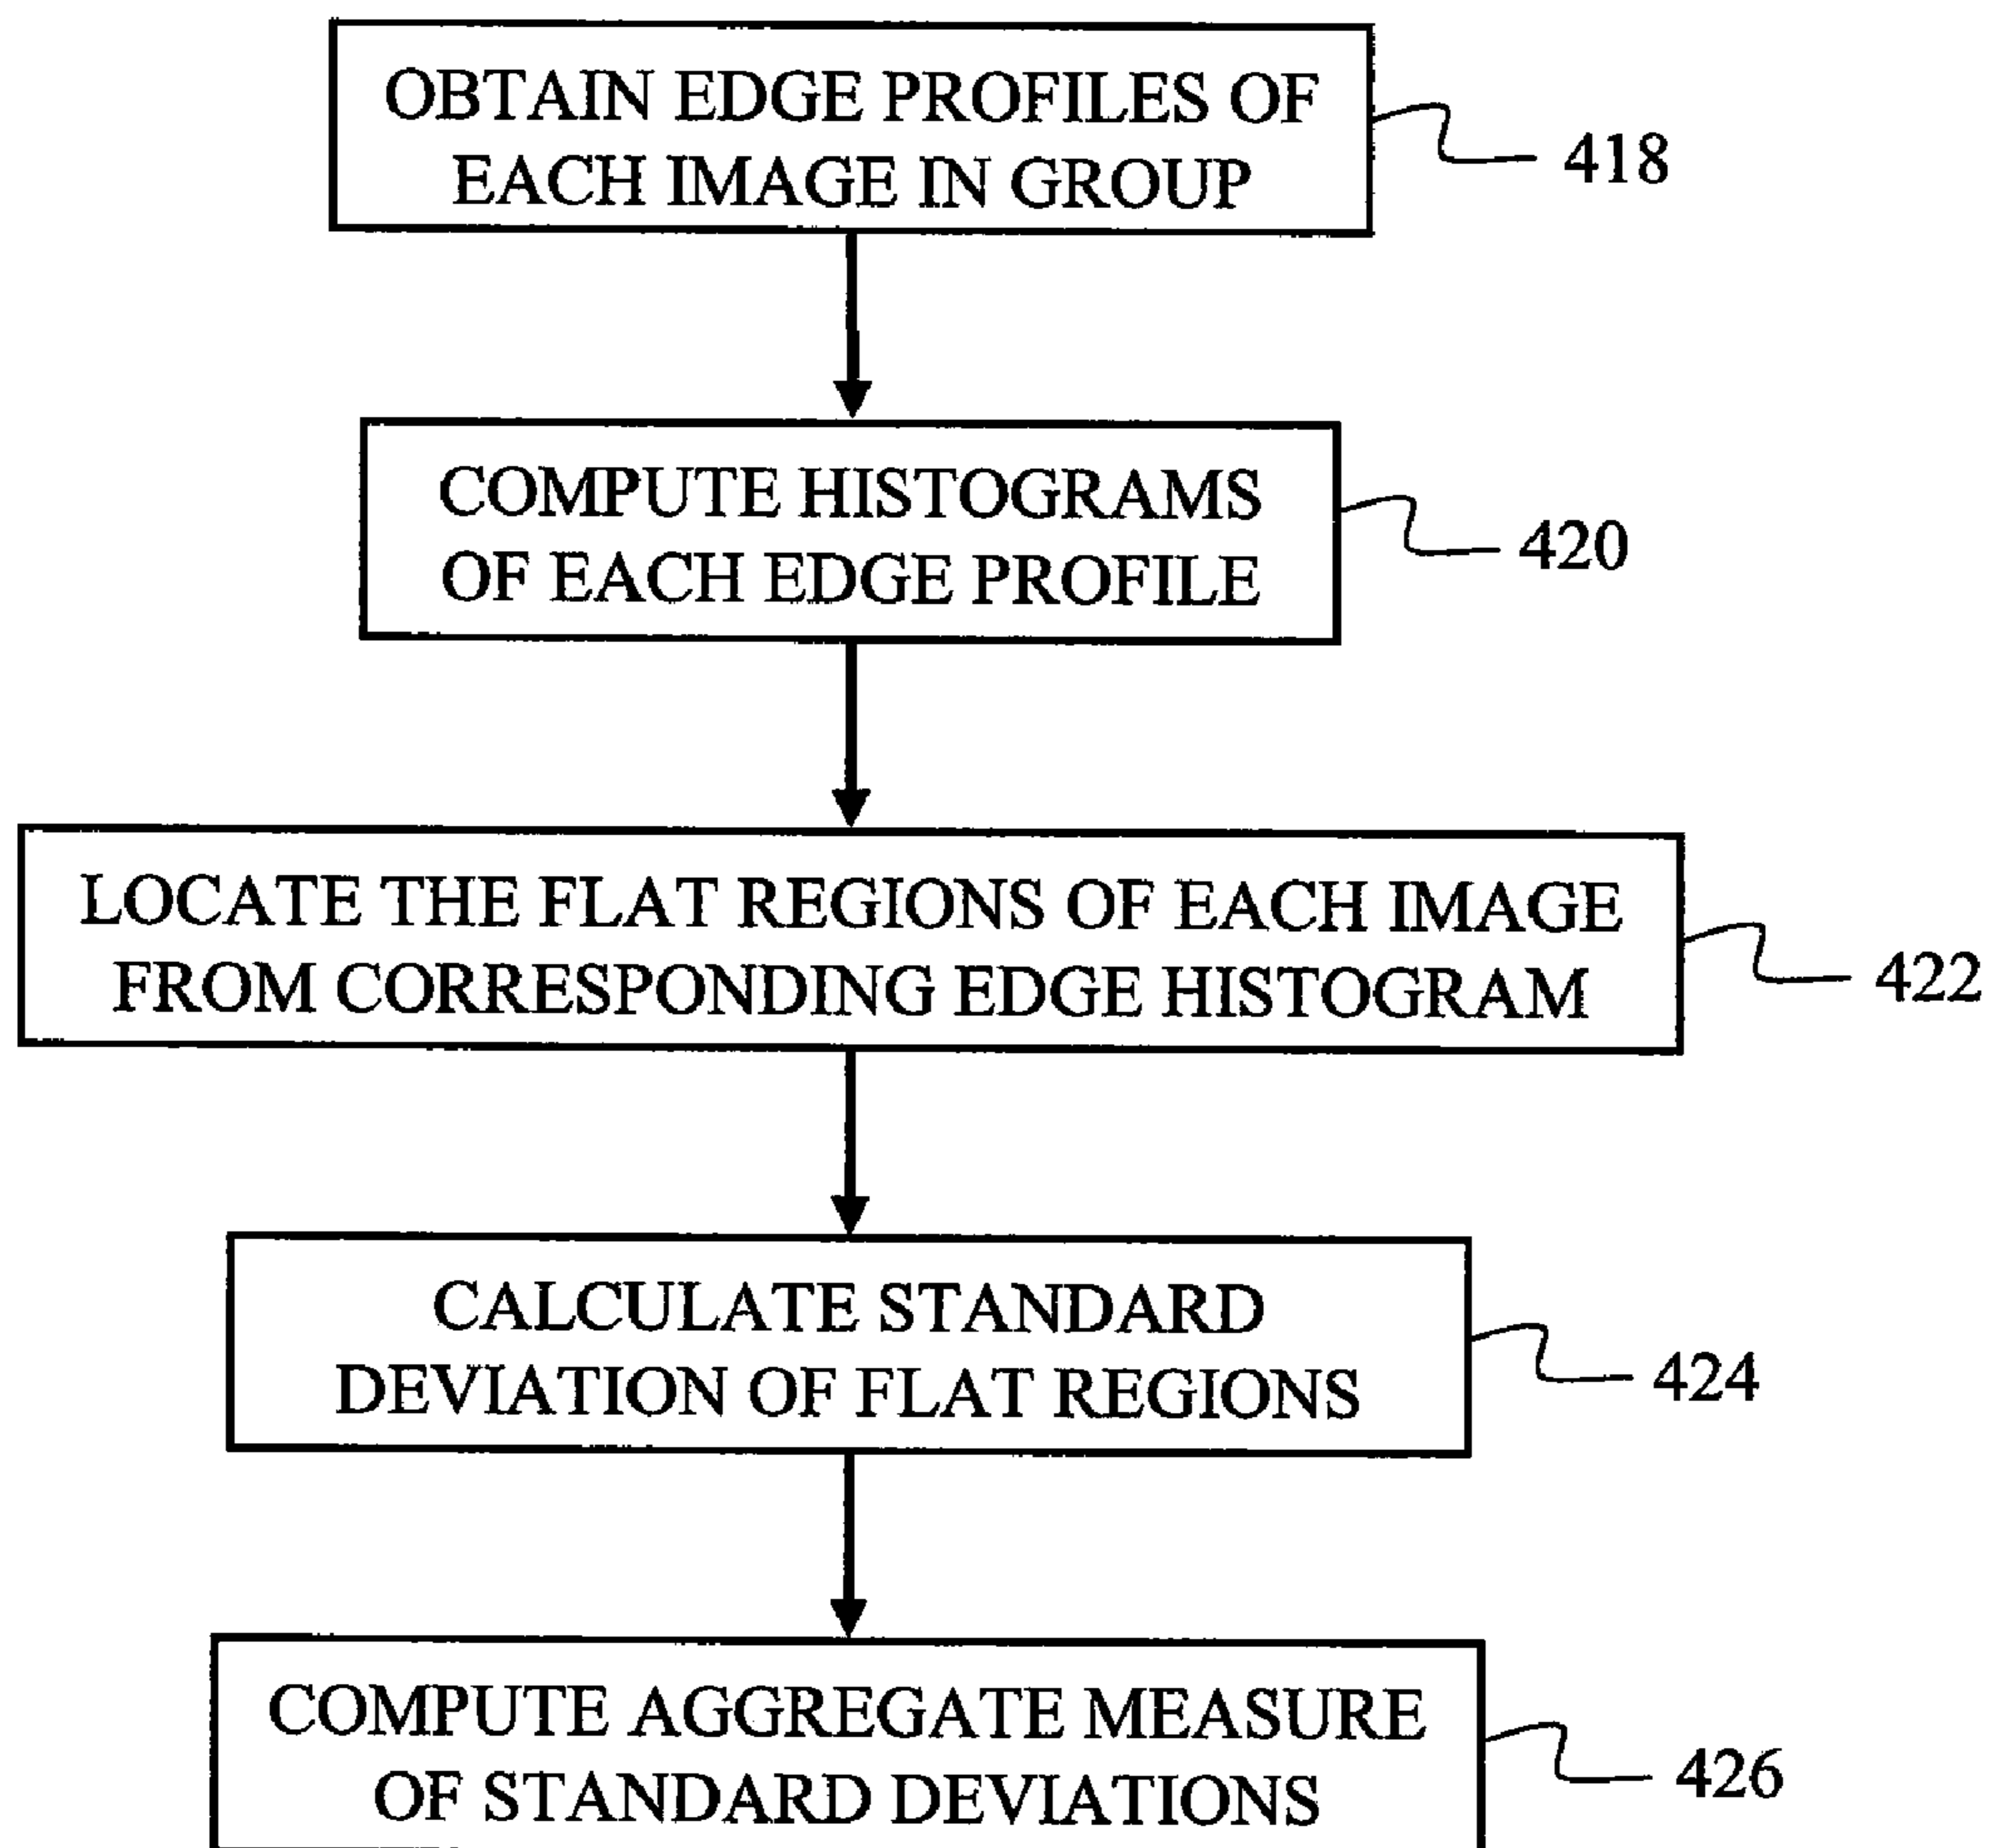 OBTAIN EDGE PROFILES OF
EACH IMAGE IN GROUP
418
COMPUTE HISTOGRAMS
OF EACH EDGE PROFILE
420
LOCATE THE FLAT REGIONS OF EACH IMAGE
FROM CORRESPONDING EDGE HISTOGRAM
422
CALCULATE STANDARD
DEVIATION OF FLAT REGIONS
424
COMPUTE AGGREGATE MEASURE
OF STANDARD DEVIATIONS
426